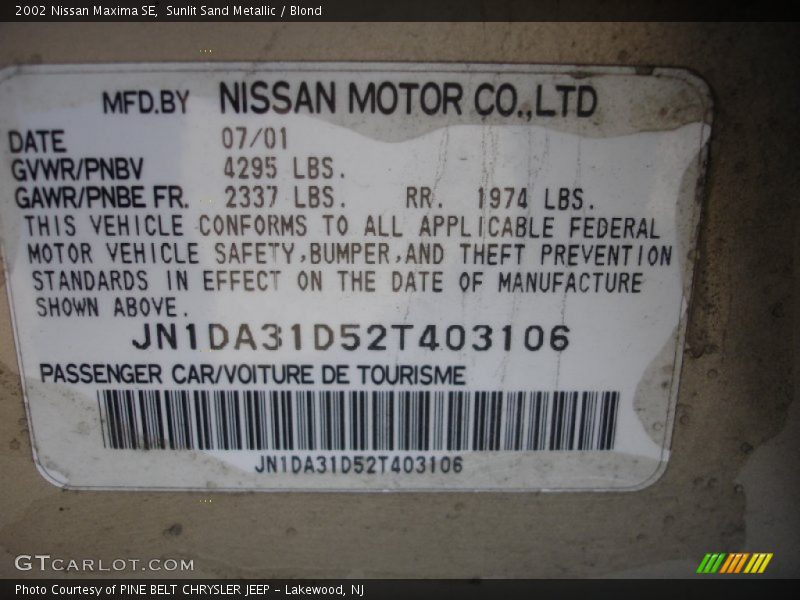 2002 Nissan Maxima SE,  Sunlit Sand Metallic / Blond
MFD.BY NISSAN MOTOR CO.,LTD
DATE 07/01
GVWR/PNBV 4295 LBS.
GAWR/PNBE FR. 2337 LBS. RR. 1974 LBS.
THIS VEHICLE CONFORMS TO ALL APPLICABLE FEDERAL
MOTOR VEHICLE SAFETY,BUMPER,AND THEFT PREVENTION
STANDARDS IN EFFECT ON THE DATE OF MANUFACTURE
SHOWN ABOVE.
JN1DA31D52T403106
PASSENGER CAR/VOITURE DE TOURISME
JN1DA31D52T403106
GTCARLOT.COM
Photo Courtesy of PINE BELT CHRYSLER JEEP - Lakewood, NJ